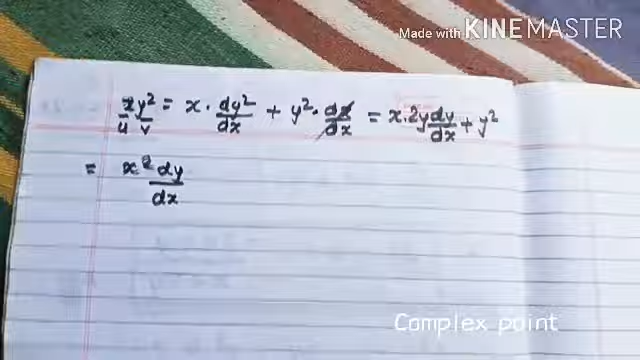 Made with KINEMASTER
xy² = x · dy²/dx + y² · dx/dx = x · 2y dy/dx + y²
u v
= x² dy/dx
Complex point